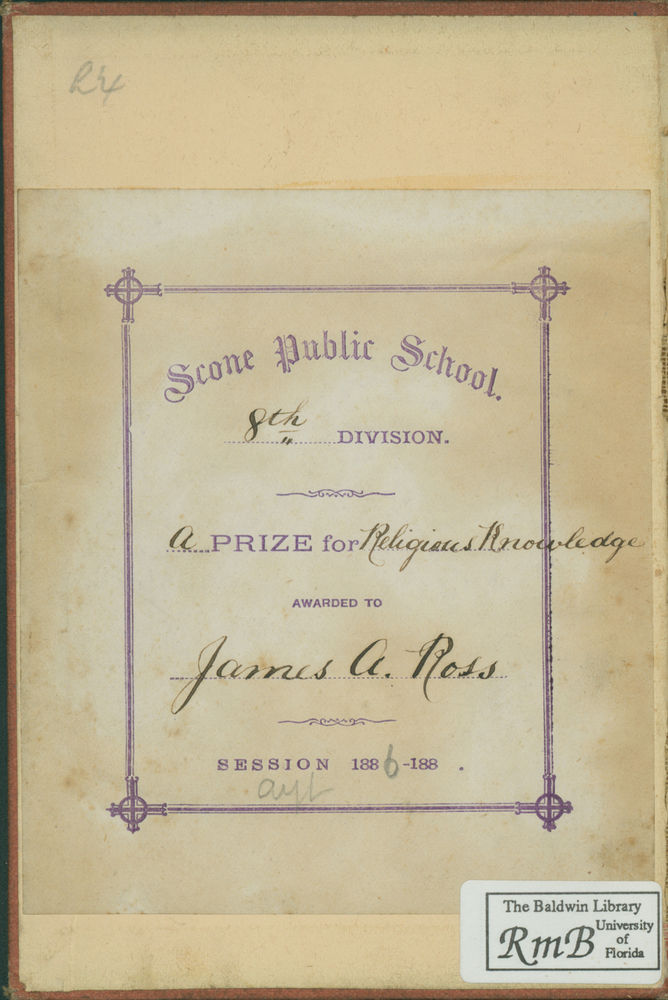 Scone Public School.
8th DIVISION.
A PRIZE for Religious Knowledge
AWARDED TO
James A. Ross
SESSION 1886-188 .
The Baldwin Library
RmB University of Florida